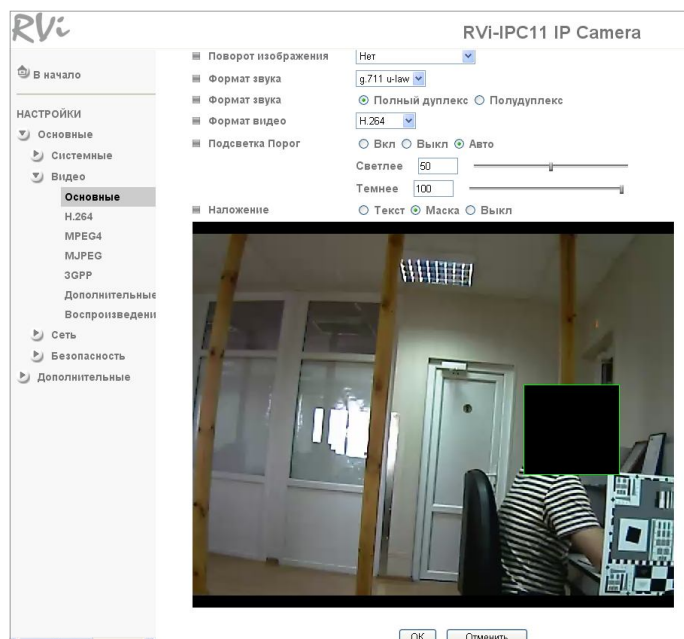 RVi
RVi-IPC11 IP Camera
В начало
НАСТРОЙКИ
Основные
Системные
Видео
Основные
H.264
MPEG4
MJPEG
3GPP
Дополнительные
Воспроизведени
Сеть
Безопасность
Дополнительные
Поворот изображения Нет
Формат звука g.711 u-law
Формат звука Полный дуплекс Полудуплекс
Формат видео H.264
Подсветка Порог Вкл Выкл Авто
Светлее 50
Темнее 100
Наложение Текст Маска Выкл
OK Отменить